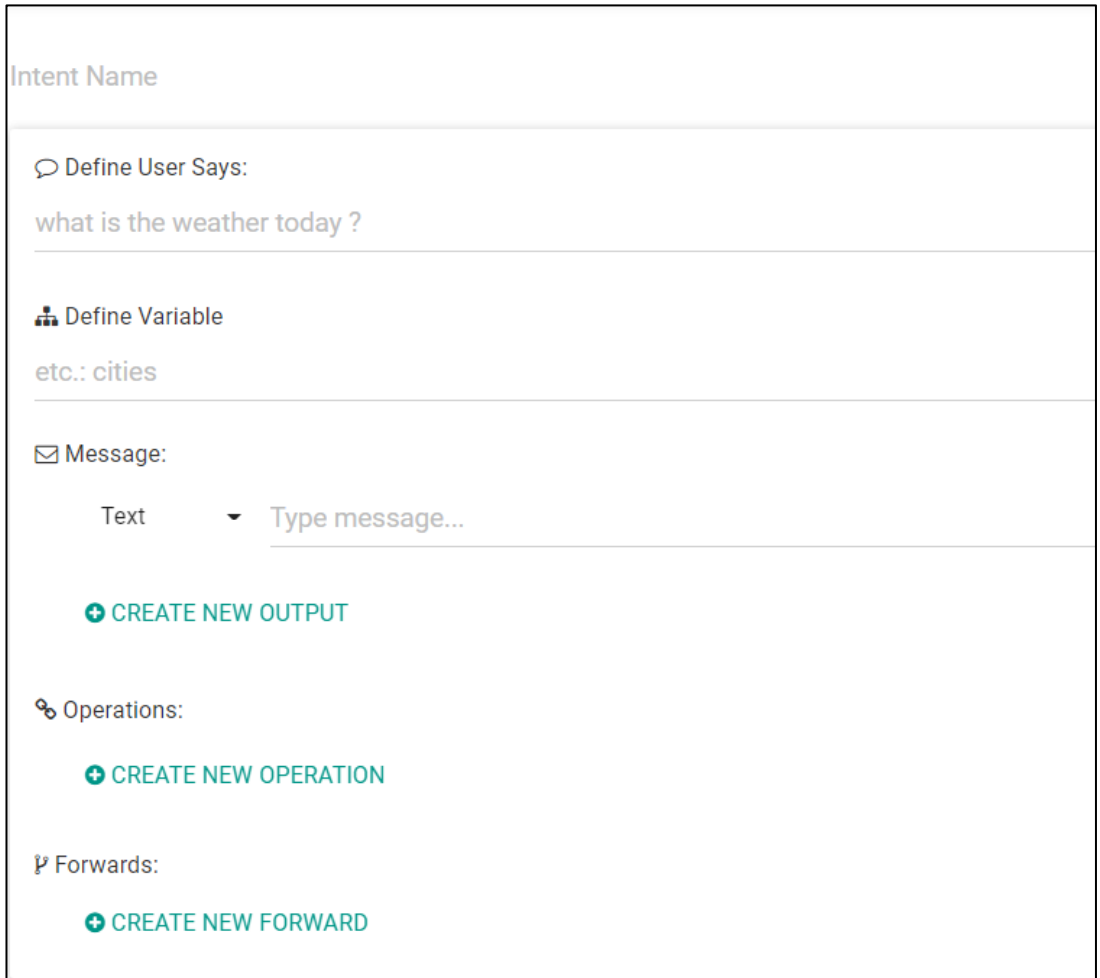 Intent Name
Define User Says:
what is the weather today ?
Define Variable
etc.: cities
Message:
Text Type message...
CREATE NEW OUTPUT
Operations:
CREATE NEW OPERATION
Forwards:
CREATE NEW FORWARD